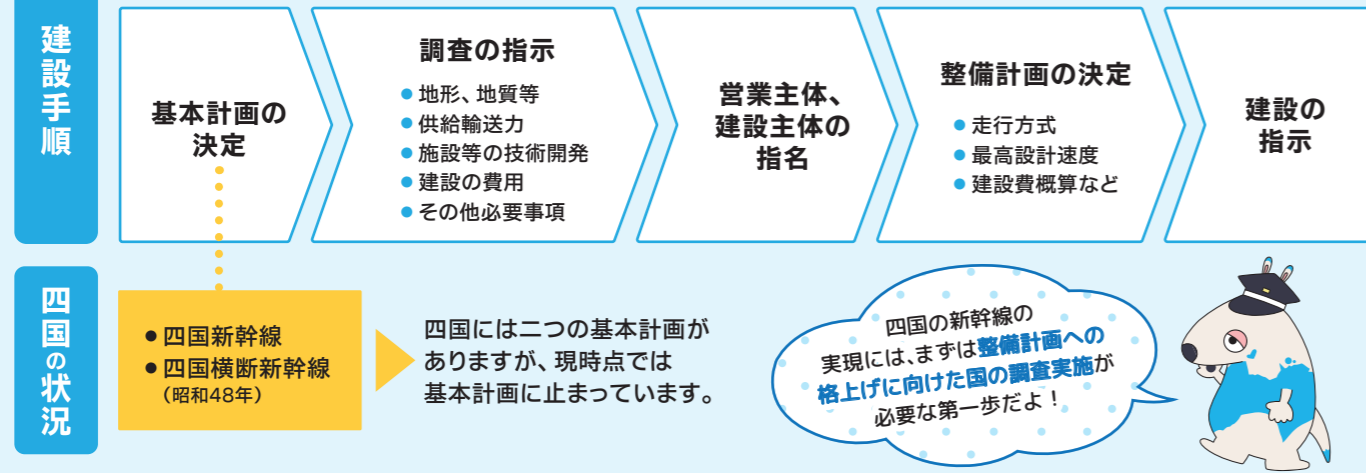 建設手順
基本計画の
決定
調査の指示
● 地形、地質等
● 供給輸送力
● 施設等の技術開発
● 建設の費用
● その他必要事項
営業主体、
建設主体の
指名
整備計画の決定
● 走行方式
● 最高設計速度
● 建設費概算など
建設の
指示
四国の状況
● 四国新幹線
● 四国横断新幹線
（昭和48年）
四国には二つの基本計画が
ありますが、現時点では
基本計画に止まっています。
四国の新幹線の
実現には、まずは整備計画への
格上げに向けた国の調査実施が
必要な第一歩だよ！